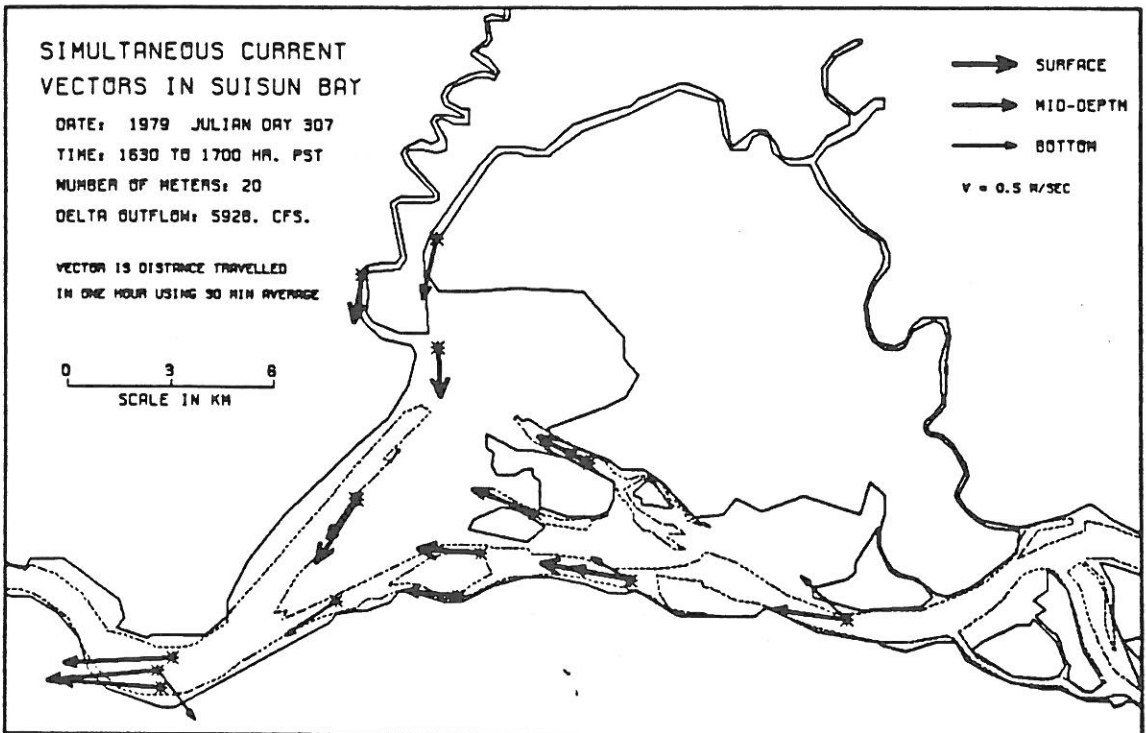 SIMULTANEOUS CURRENT
VECTORS IN SUISUN BAY
DATE: 1979 JULIAN DAY 307
TIME: 1630 TO 1700 HR. PST
NUMBER OF METERS: 20
DELTA OUTFLOW: 5928. CFS.
VECTOR IS DISTANCE TRAVELLED
IN ONE HOUR USING 30 MIN AVERAGE
0 3 6
SCALE IN KM
SURFACE
MID-DEPTH
BOTTOM
V = 0.5 M/SEC